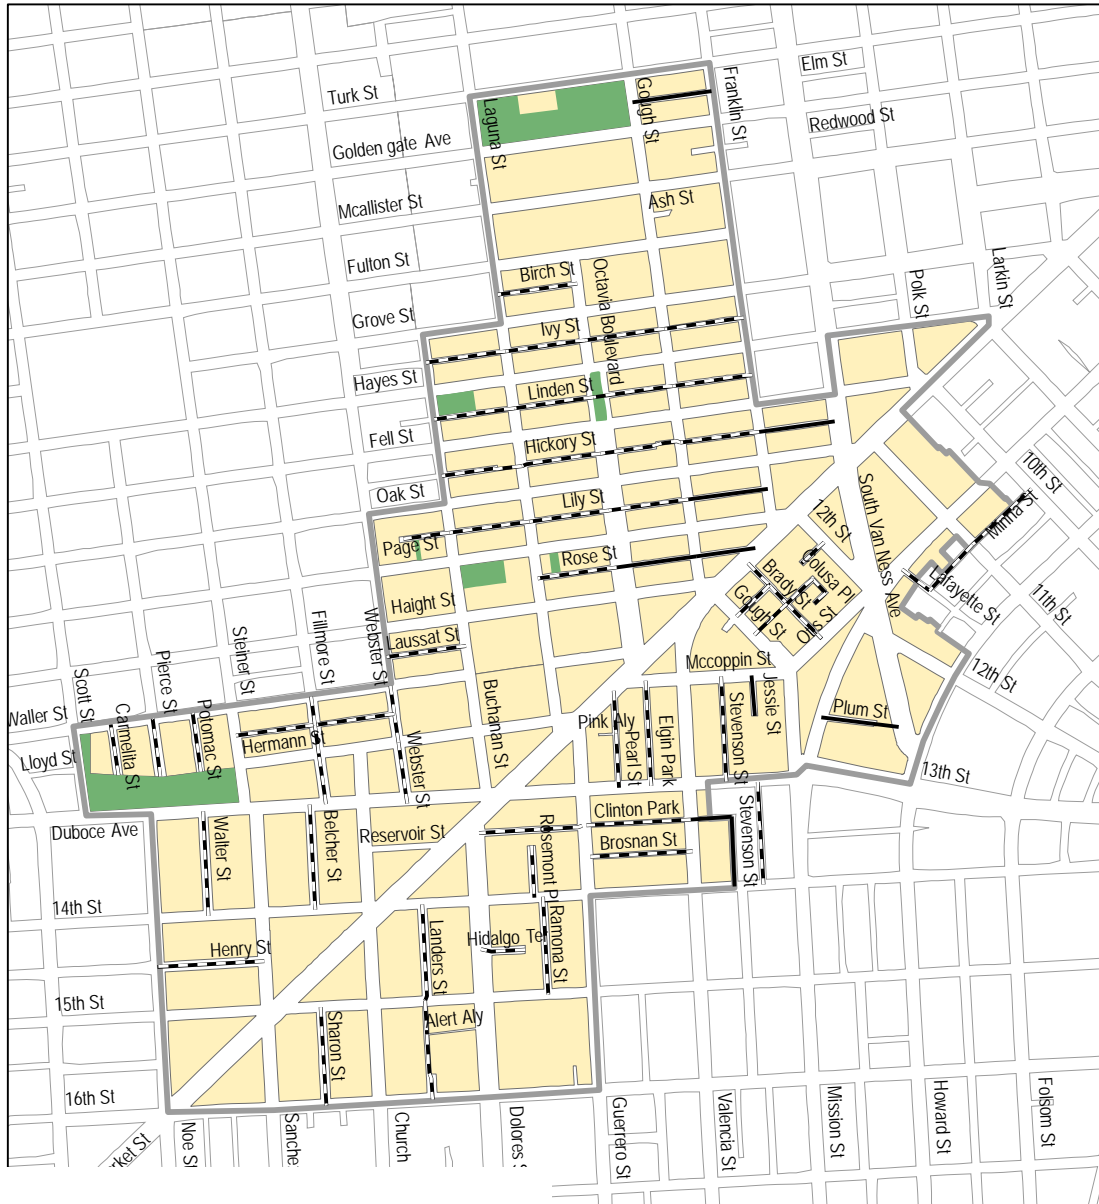 Elm St
Turk St
Gough St
Franklin St
Laguna St
Redwood St
Golden gate Ave
Mcallister St
Ash St
Fulton St
Birch St
Octavia Boulevard
Polk St
Larkin St
Grove St
Ivy St
Hayes St
Linden St
Fell St
Hickory St
Oak St
Lily St
10th St
South Van Ness Ave
12th St
Minna St
Page St
Rose St
Colusa Pl
Brady St
Lafayette St
Haight St
Gough St
Otis St
11th St
Laussat St
Webster St
Fillmore St
Steiner St
Pierce St
Scott St
Mccoppin St
12th St
Waller St
Carmelita St
Potomac St
Buchanan St
Jessie St
Stevenson St
Plum St
Pink Aly
Elgin Park
Pearl St
Hermann St
Webster St
Lloyd St
13th St
Clinton Park
Stevenson St
Duboce Ave
Walter St
Belcher St
Reservoir St
Rosemont Pl
Brosnan St
14th St
Landers St
Ramona St
Hidalgo Ter
Henry St
15th St
Sharon St
Alert Aly
16th St
rket St
Noe St
Sanche
Church
Dolores S
Guerrero St
Valencia St
Mission St
Howard St
Folsom St